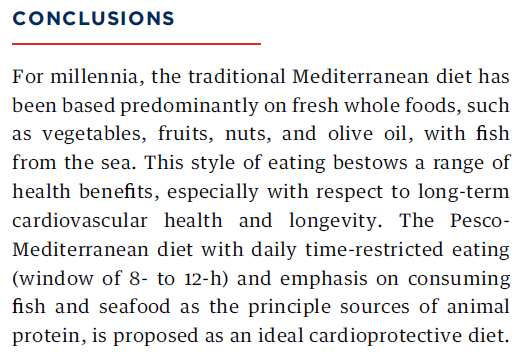 CONCLUSIONS
For millennia, the traditional Mediterranean diet has
been based predominantly on fresh whole foods, such
as vegetables, fruits, nuts, and olive oil, with fish
from the sea. This style of eating bestows a range of
health benefits, especially with respect to long-term
cardiovascular health and longevity. The Pesco-
Mediterranean diet with daily time-restricted eating
(window of 8- to 12-h) and emphasis on consuming
fish and seafood as the principle sources of animal
protein, is proposed as an ideal cardioprotective diet.